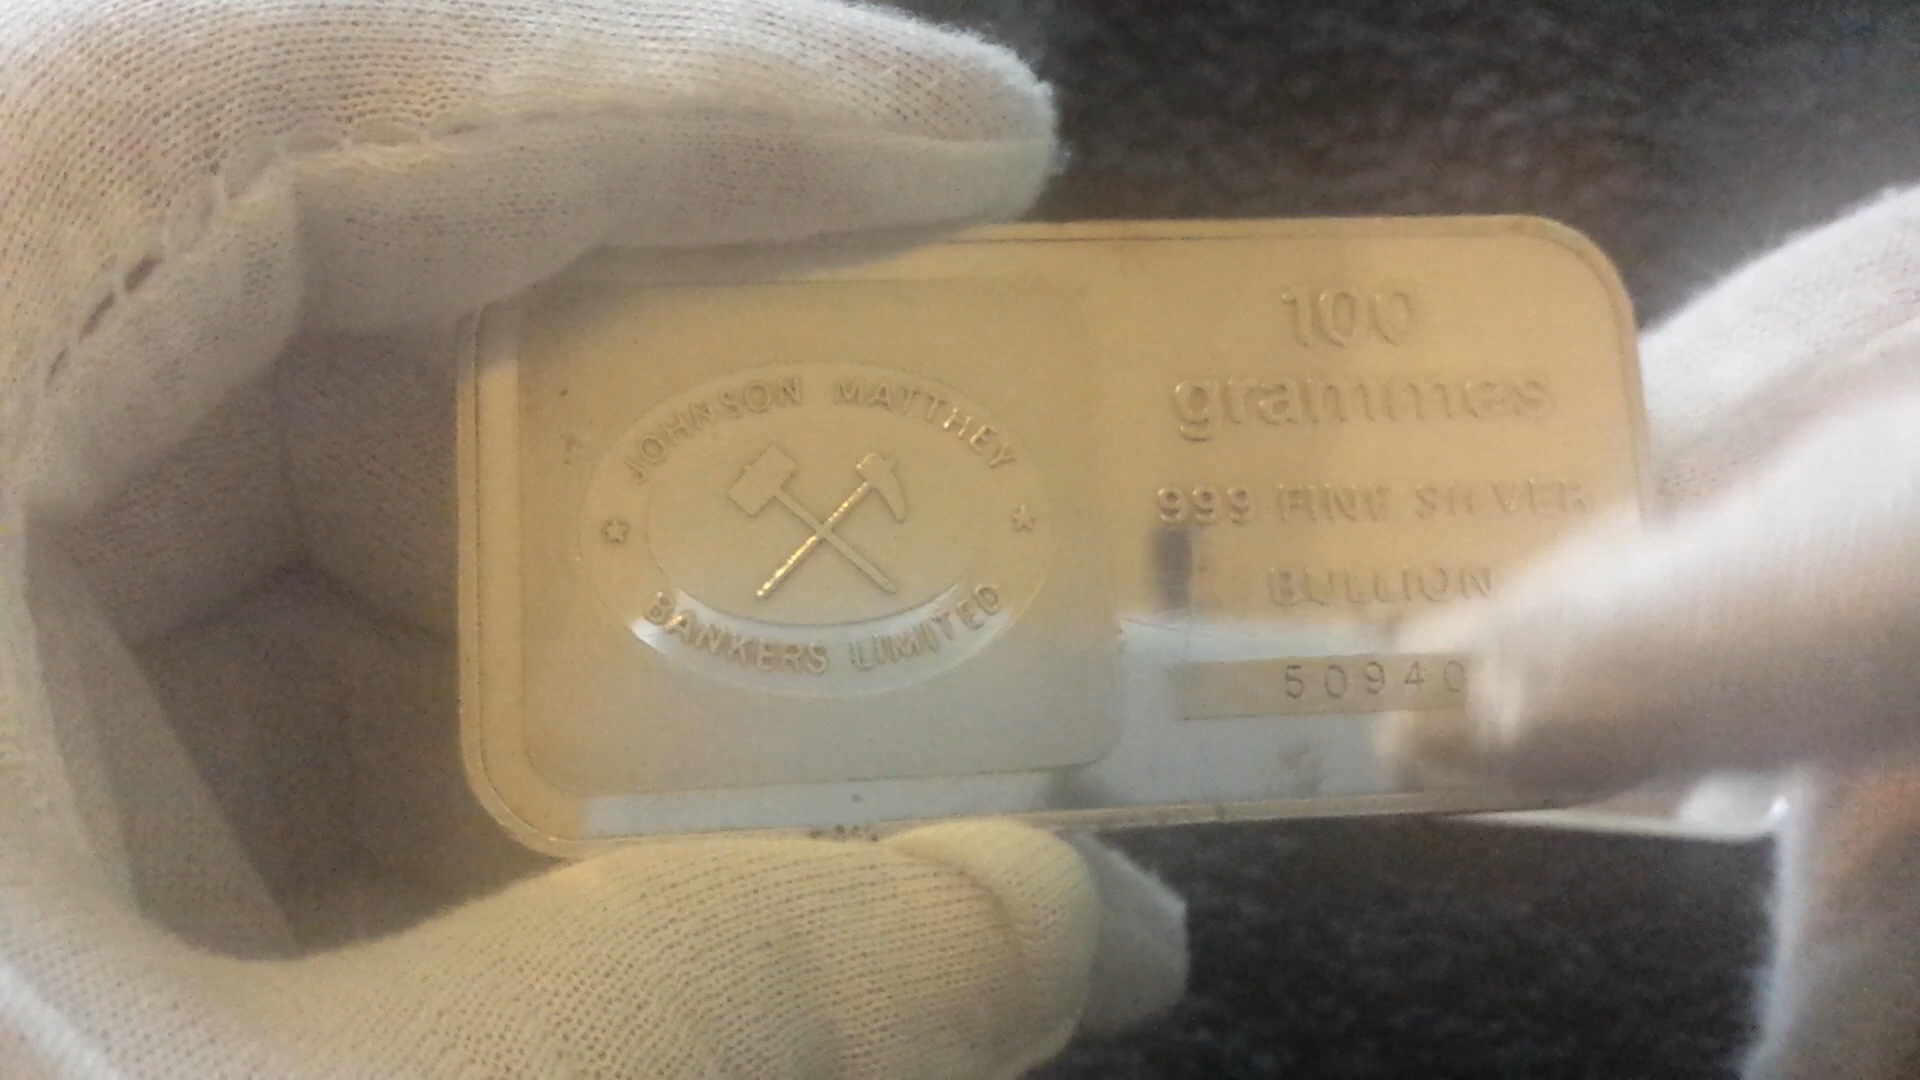 JOHNSON MATTHEY
BANKERS LIMITED
100
grammes
999 FINE SILVER
BULLION
50940